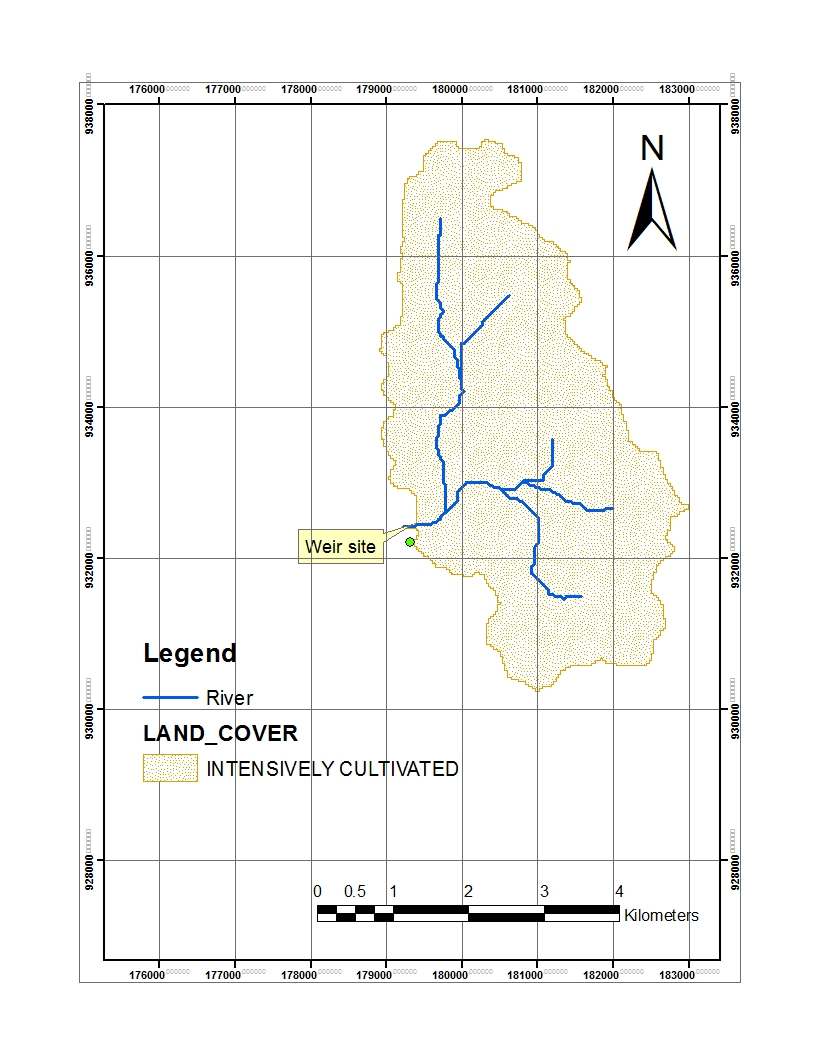 176000 177000 178000 179000 180000 181000 182000 183000
938000 938000
N
936000 936000
934000 934000
Weir site
932000 932000
Legend
River
930000 930000
LAND_COVER
INTENSIVELY CULTIVATED
928000 928000
0 0.5 1 2 3 4
Kilometers
176000 177000 178000 179000 180000 181000 182000 183000